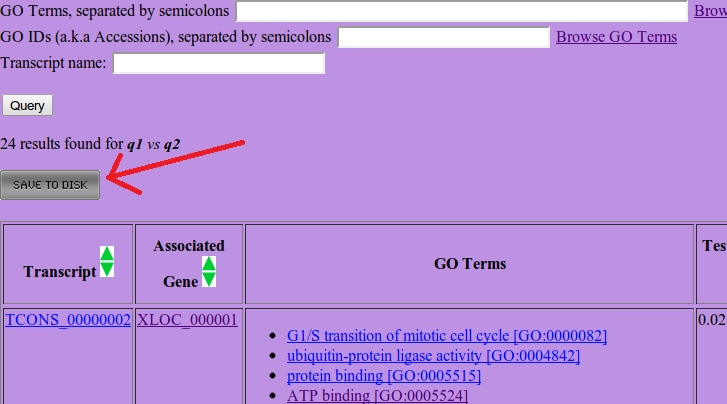 GO Terms, separated by semicolons Brow
GO IDs (a.k.a Accessions), separated by semicolons Browse GO Terms
Transcript name:
Query
24 results found for q1 vs q2
SAVE TO DISK
Transcript Associated Gene GO Terms Tes
TCONS_00000002 XLOC_000001 0.02
G1/S transition of mitotic cell cycle [GO:0000082]
ubiquitin-protein ligase activity [GO:0004842]
protein binding [GO:0005515]
ATP binding [GO:0005524]